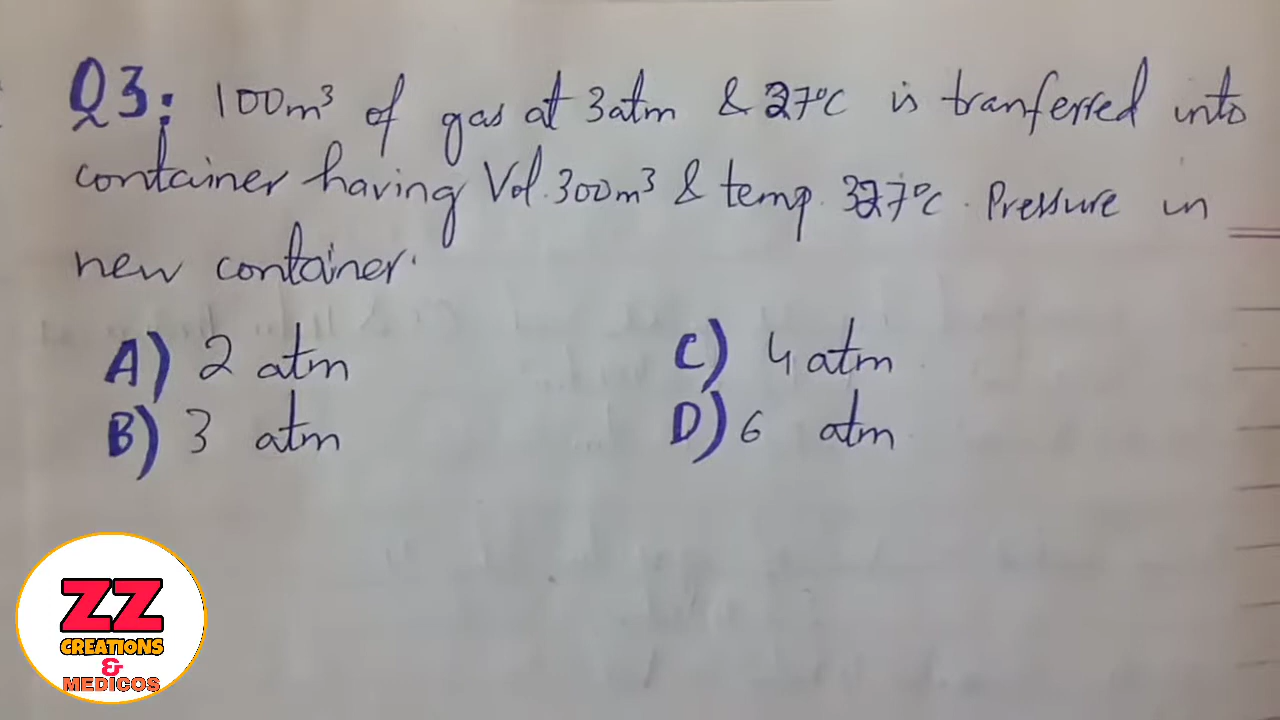 Q3: 100m³ of gas at 3atm & 27°C is tranferred into
container having Vol. 300m³ & temp. 327°C. Pressure in
new container.
A) 2 atm
B) 3 atm
C) 4 atm
D) 6 atm
ZZ
CREATIONS
&
MEDICOS